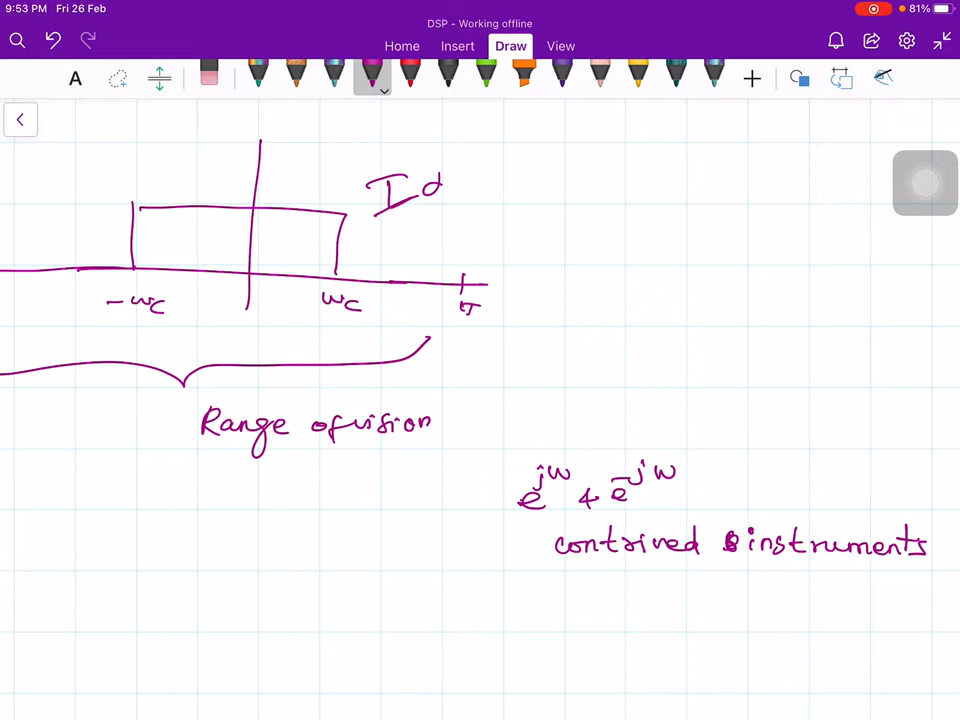 9:53 PM Fri 26 Feb
81%
DSP - Working offline
Home Insert Draw View
A
Id
-wc wc π
Range of vision
e^jw + e^-jw
contrived instruments